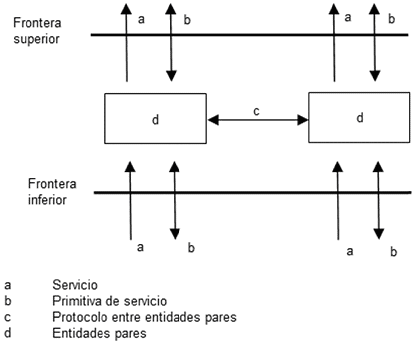 Frontera
superior
a b a b
d c d
Frontera
inferior
a b a b
a Servicio
b Primitiva de servicio
c Protocolo entre entidades pares
d Entidades pares